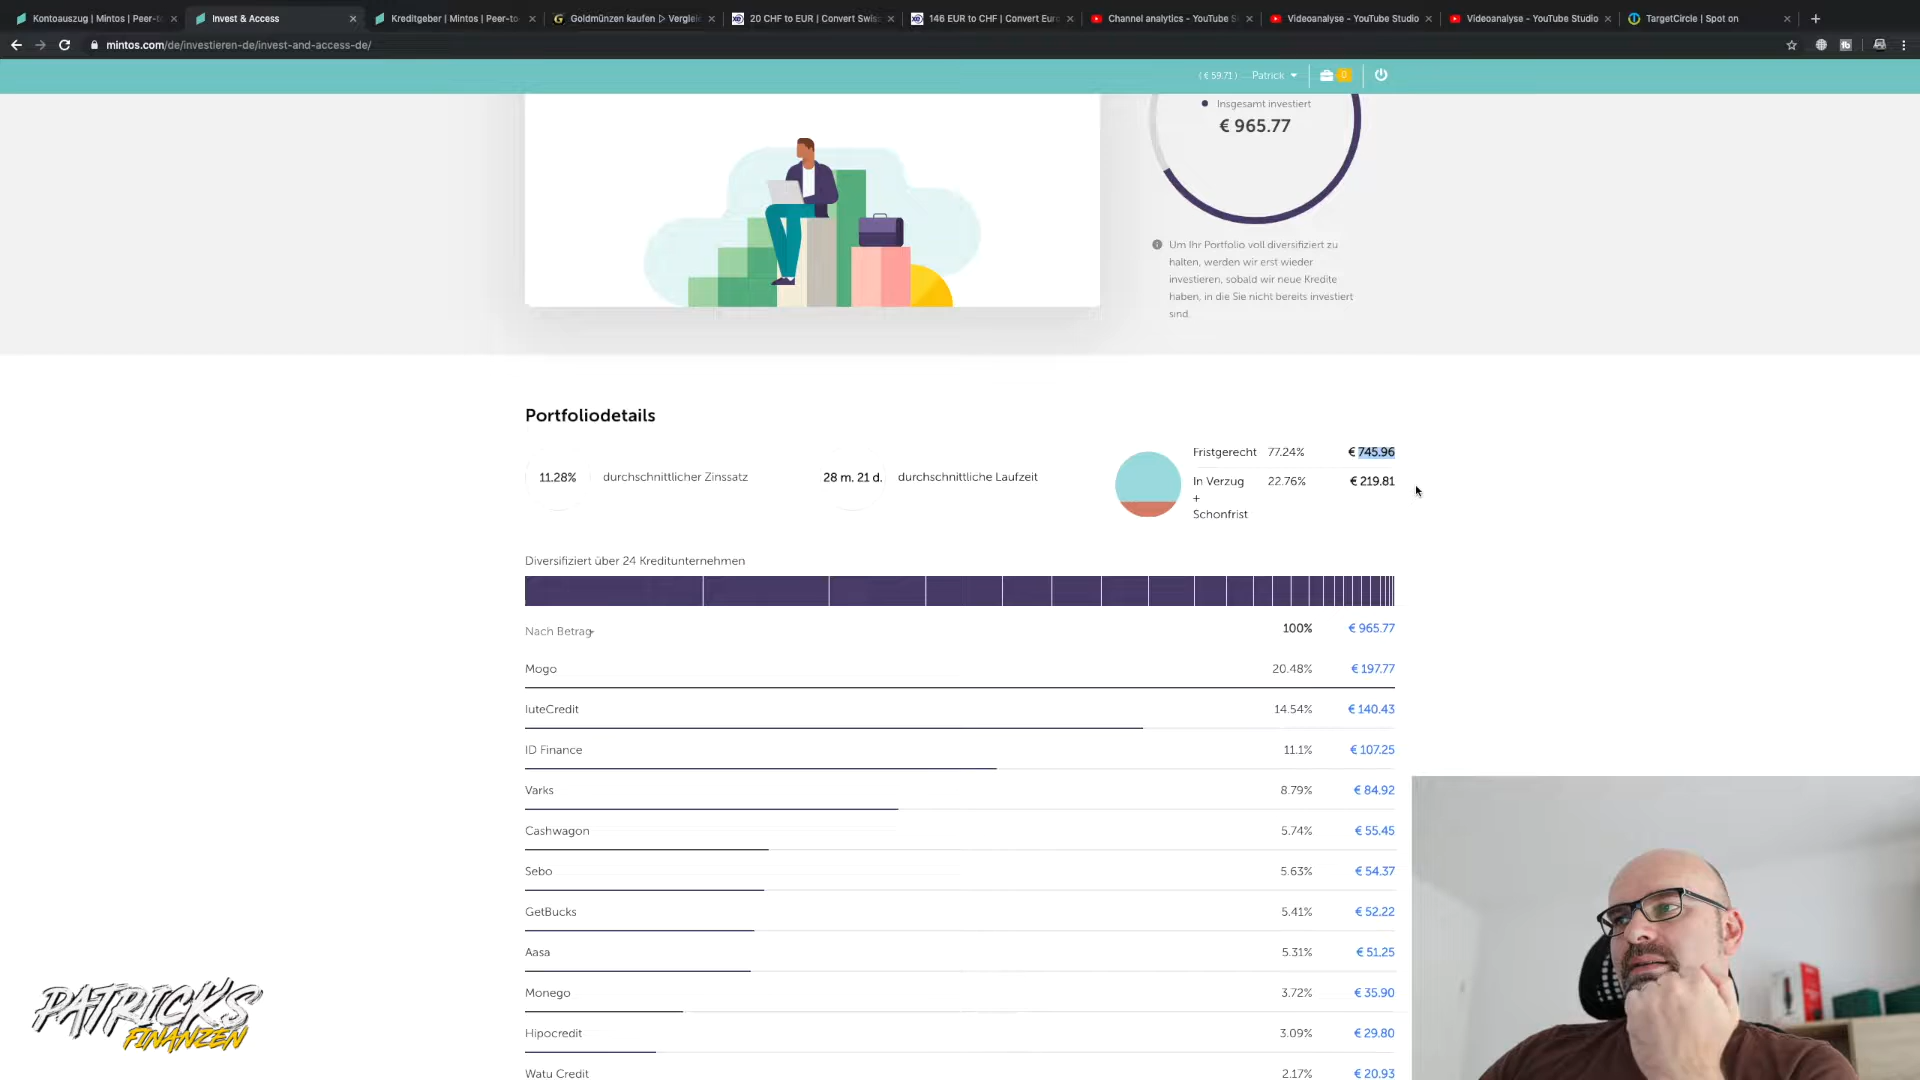 Kontoauszug | Mintos | Peer-t
Invest & Access
Kreditgeber | Mintos | Peer-to
Goldmünzen kaufen ▷ Verglei
20 CHF to EUR | Convert Swis
146 EUR to CHF | Convert Eur
Channel analytics - YouTube S
Videoanalyse - YouTube Studio
Videoanalyse - YouTube Studio
TargetCircle | Spot on
mintos.com/de/investieren-de/invest-and-access-de/
( € 59.71 ) Patrick 0
Insgesamt investiert
€ 965.77
Um Ihr Portfolio voll diversifiziert zu
halten, werden wir erst wieder
investieren, sobald wir neue Kredite
haben, in die Sie nicht bereits investiert
sind.
Portfoliodetails
11.28% durchschnittlicher Zinssatz
28 m. 21 d. durchschnittliche Laufzeit
Fristgerecht 77.24% € 745.96
In Verzug 22.76% € 219.81
+
Schonfrist
Diversifiziert über 24 Kreditunternehmen
Nach Betrag 100% € 965.77
Mogo 20.48% € 197.77
IuteCredit 14.54% € 140.43
ID Finance 11.1% € 107.25
Varks 8.79% € 84.92
Cashwagon 5.74% € 55.45
Sebo 5.63% € 54.37
GetBucks 5.41% € 52.22
Aasa 5.31% € 51.25
Monego 3.72% € 35.90
Hipocredit 3.09% € 29.80
Watu Credit 2.17% € 20.93
PATRICKS
FINANZEN